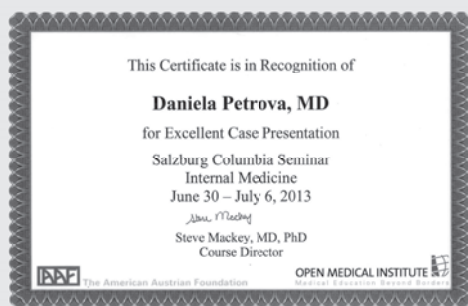 This Certificate is in Recognition of
Daniela Petrova, MD
for Excellent Case Presentation
Salzburg Columbia Seminar
Internal Medicine
June 30 – July 6, 2013
Steve Mackey
Steve Mackey, MD, PhD
Course Director
AAF The American Austrian Foundation
OPEN MEDICAL INSTITUTE
Medical Education Beyond Borders